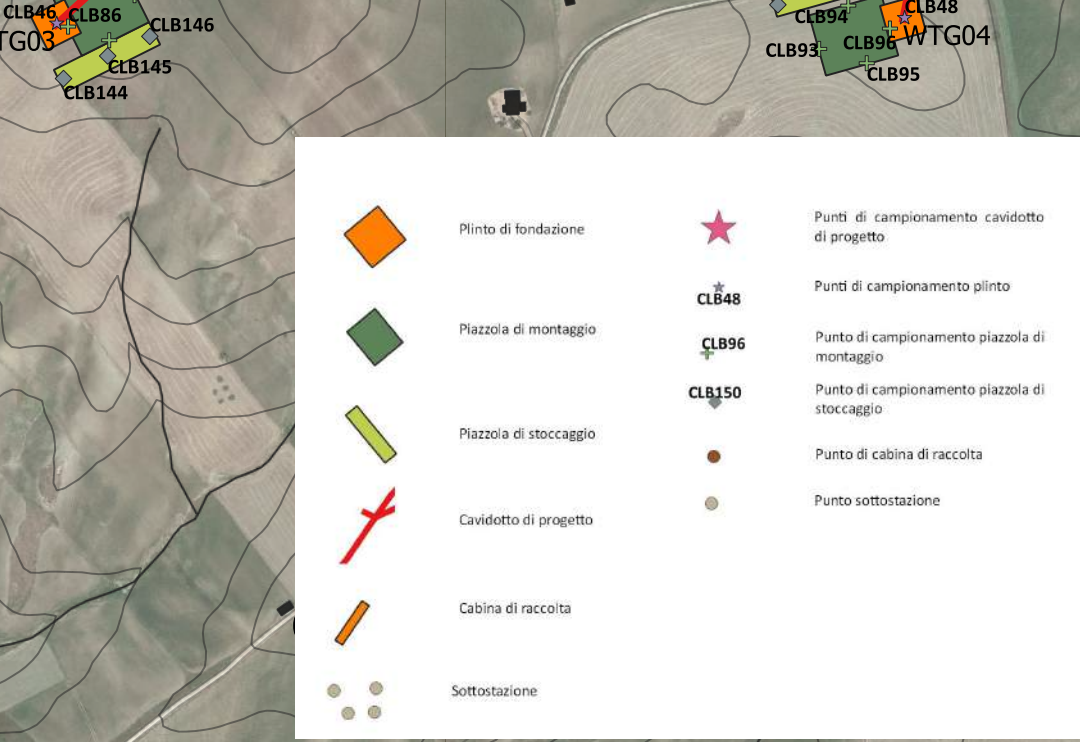 CLB46
CLB86
CLB146
TG03
CLB145
CLB144
CLB94
CLB48
CLB93
CLB96
WTG04
CLB95
Plinto di fondazione
Piazzola di montaggio
Piazzola di stoccaggio
Cavidotto di progetto
Cabina di raccolta
Sottostazione
Punti di campionamento cavidotto
di progetto
CLB48
Punti di campionamento plinto
CLB96
Punto di campionamento piazzola di
montaggio
CLB150
Punto di campionamento piazzola di
stoccaggio
Punto di cabina di raccolta
Punto sottostazione